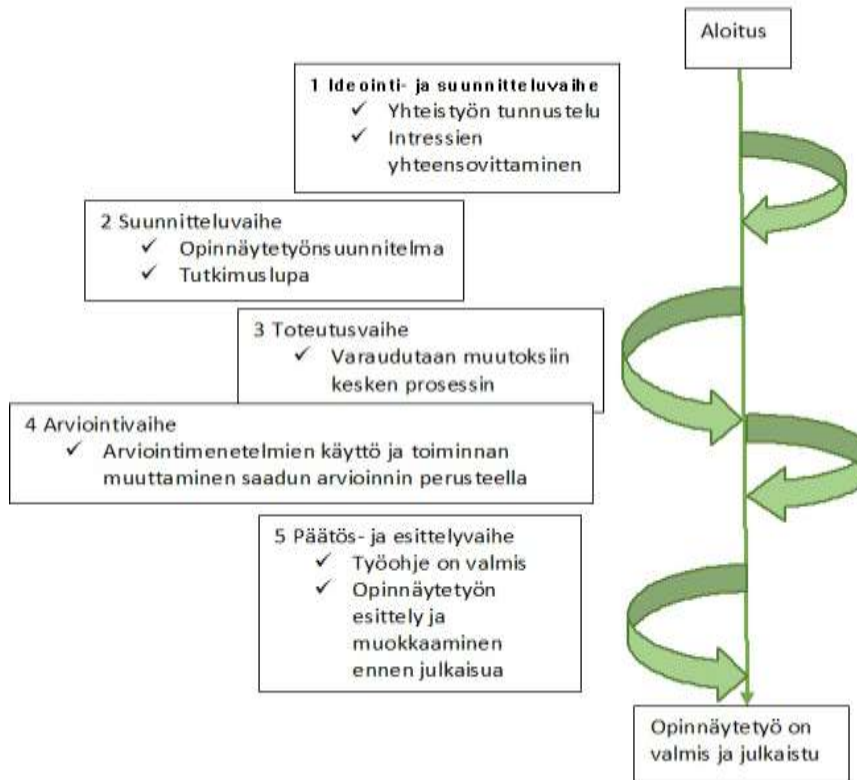 Aloitus
1 Ideointi- ja suunnitteluvaihe
✓ Yhteistyön tunnustelu
✓ Intressien
yhteensovittaminen
2 Suunnitteluvaihe
✓ Opinnäytetyönsuunnitelma
✓ Tutkimuslupa
3 Toteutusvaihe
✓ Varaudutaan muutoksiin
kesken prosessin
4 Arviointivaihe
✓ Arviointimenetelmien käyttö ja toiminnan
muuttaminen saadun arvioinnin perusteella
5 Päätös- ja esittelyvaihe
✓ Työohje on valmis
✓ Opinnäytetyön
esittely ja
muokkaaminen
ennen julkaisua
Opinnäytetyö on
valmis ja julkaistu